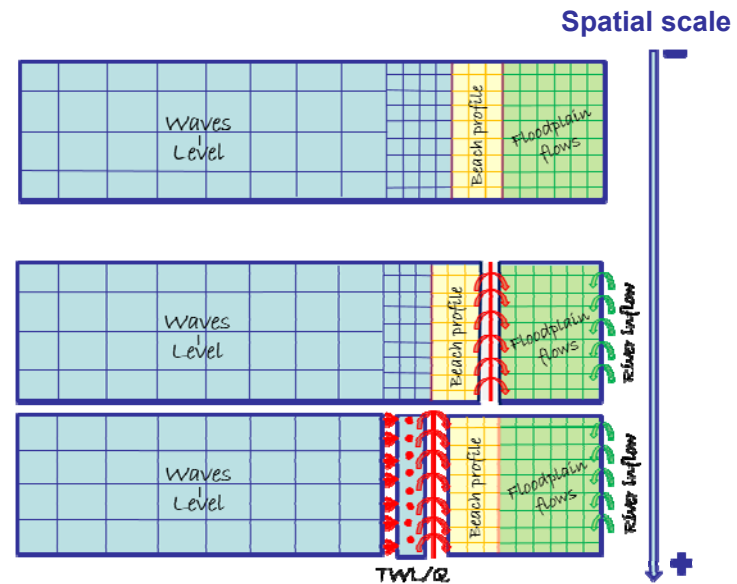 Spatial scale
Waves
Level
Beach profile
Floodplain
flows
Waves
Level
Beach profile
Floodplain
flows
River inflow
Waves
Level
Beach profile
Floodplain
flows
River inflow
TWL/Q